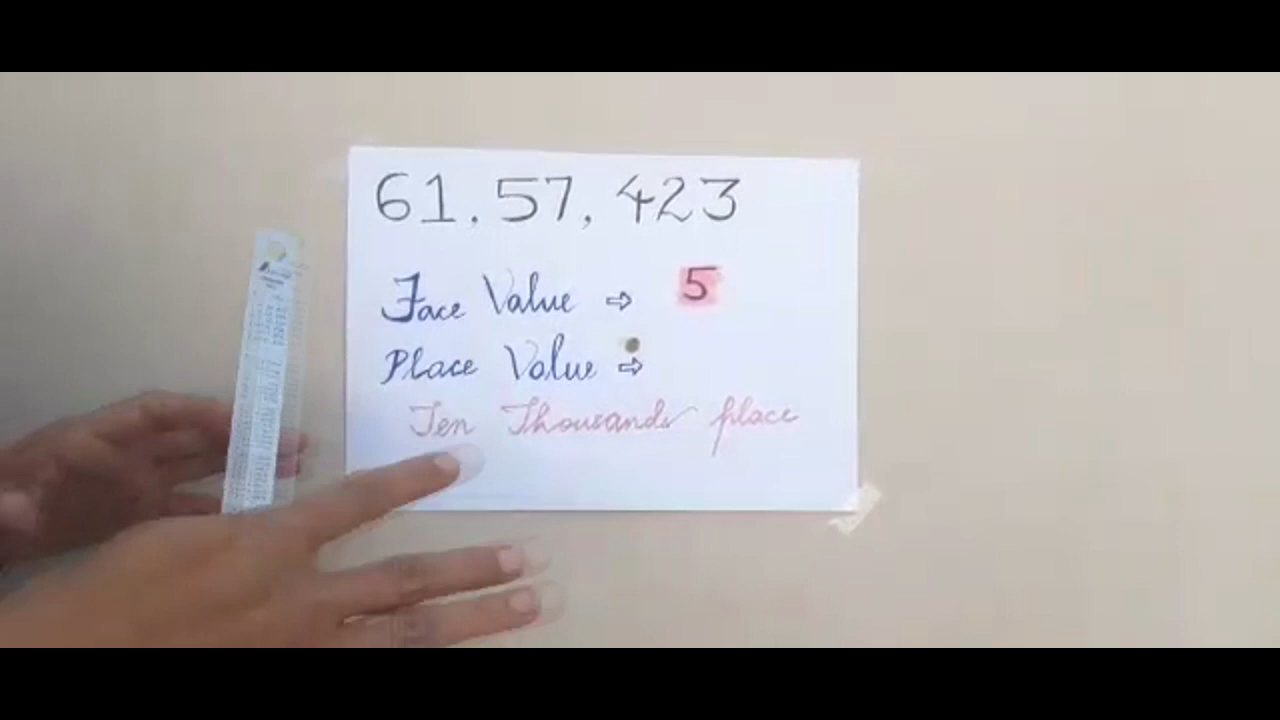 61,57,423
Face Value ⇨ 5
Place Value ⇨
Ten Thousands place